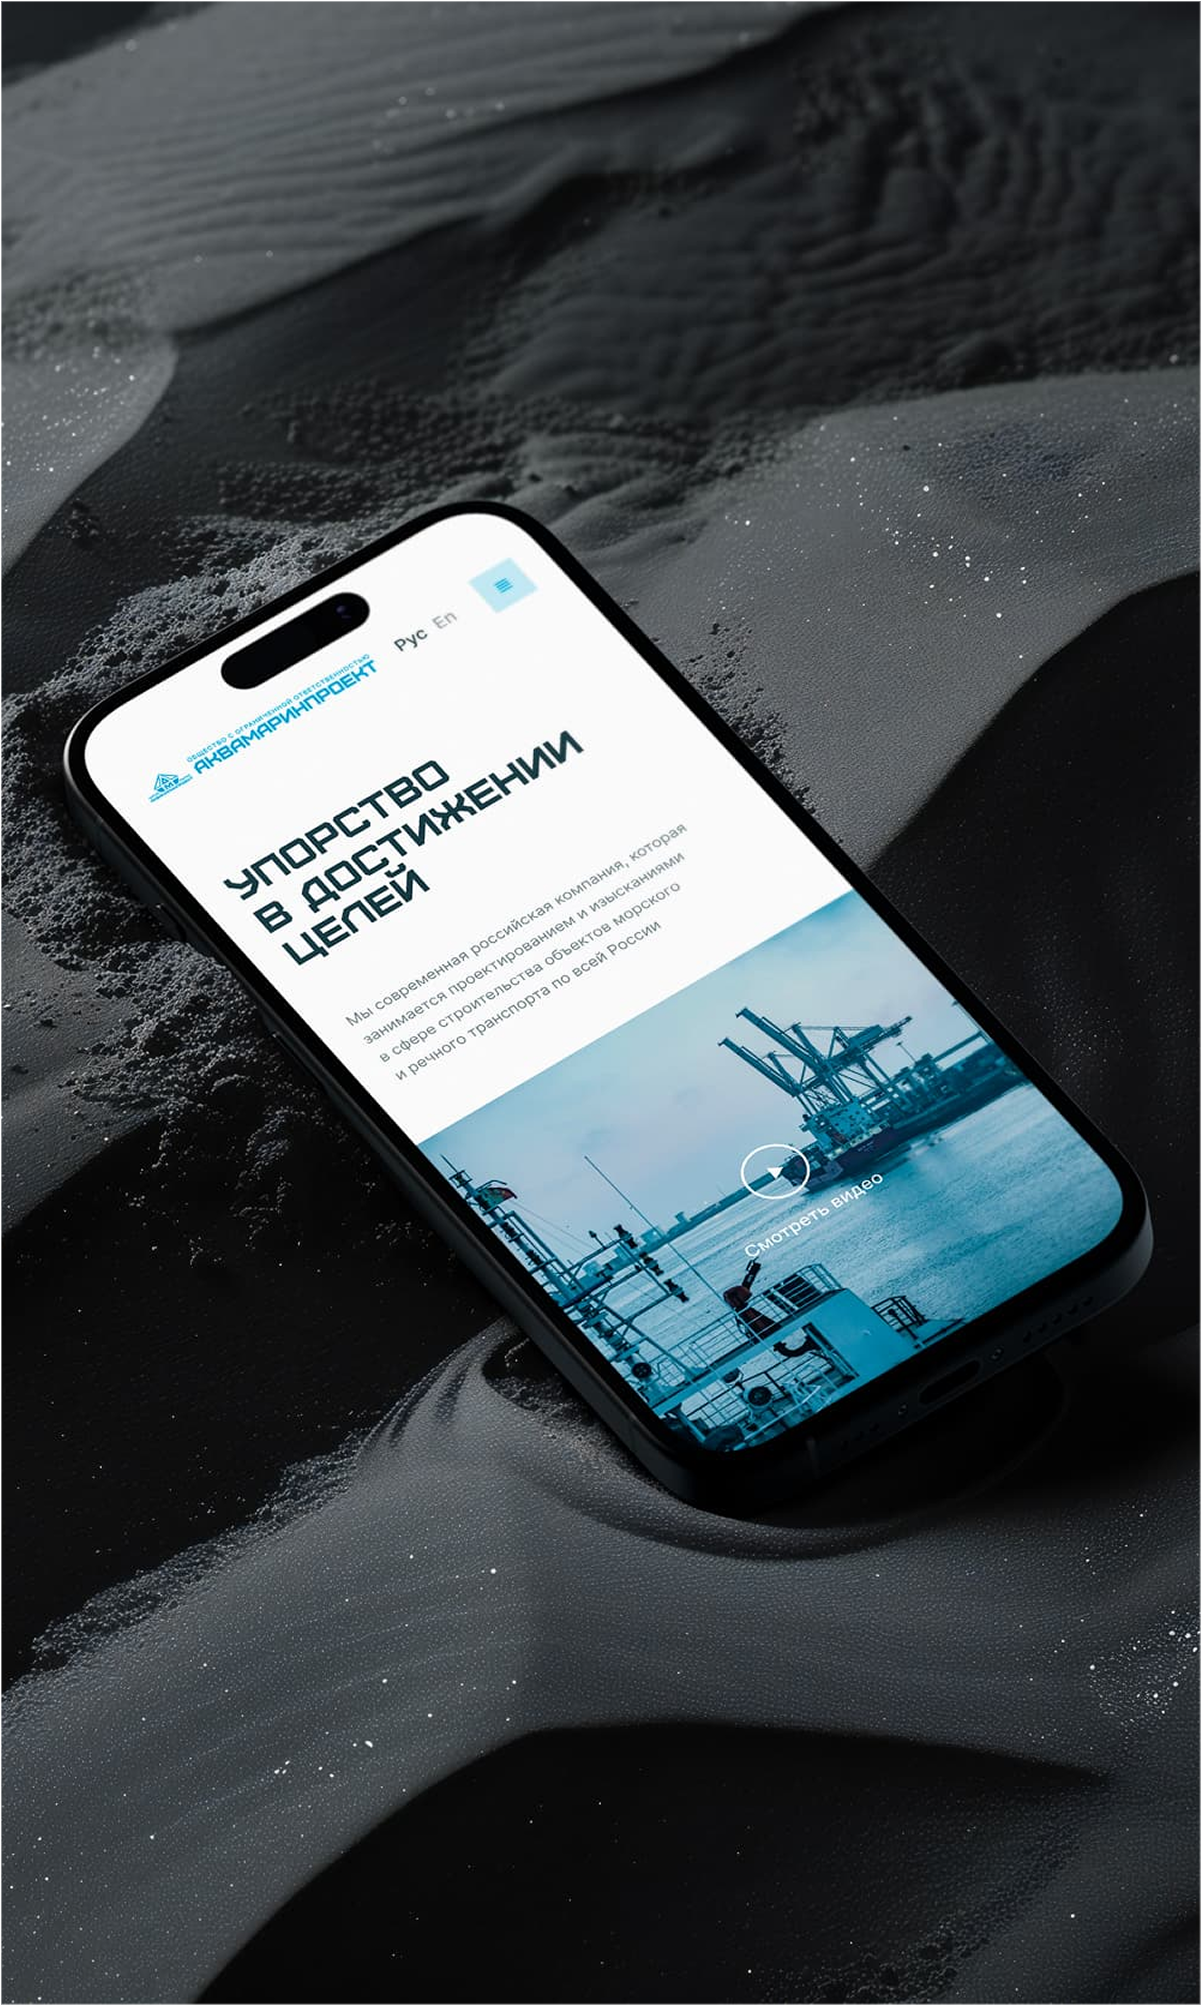 ОБЩЕСТВО С ОГРАНИЧЕННОЙ ОТВЕТСТВЕННОСТЬЮ
АКВАМАРИНПРОЕКТ
Рус En
УПОРСТВО
В ДОСТИЖЕНИИ
ЦЕЛЕЙ
Мы современная российская компания, которая
занимается проектированием и изысканиями
в сфере строительства объектов морского
и речного транспорта по всей России
Смотреть видео